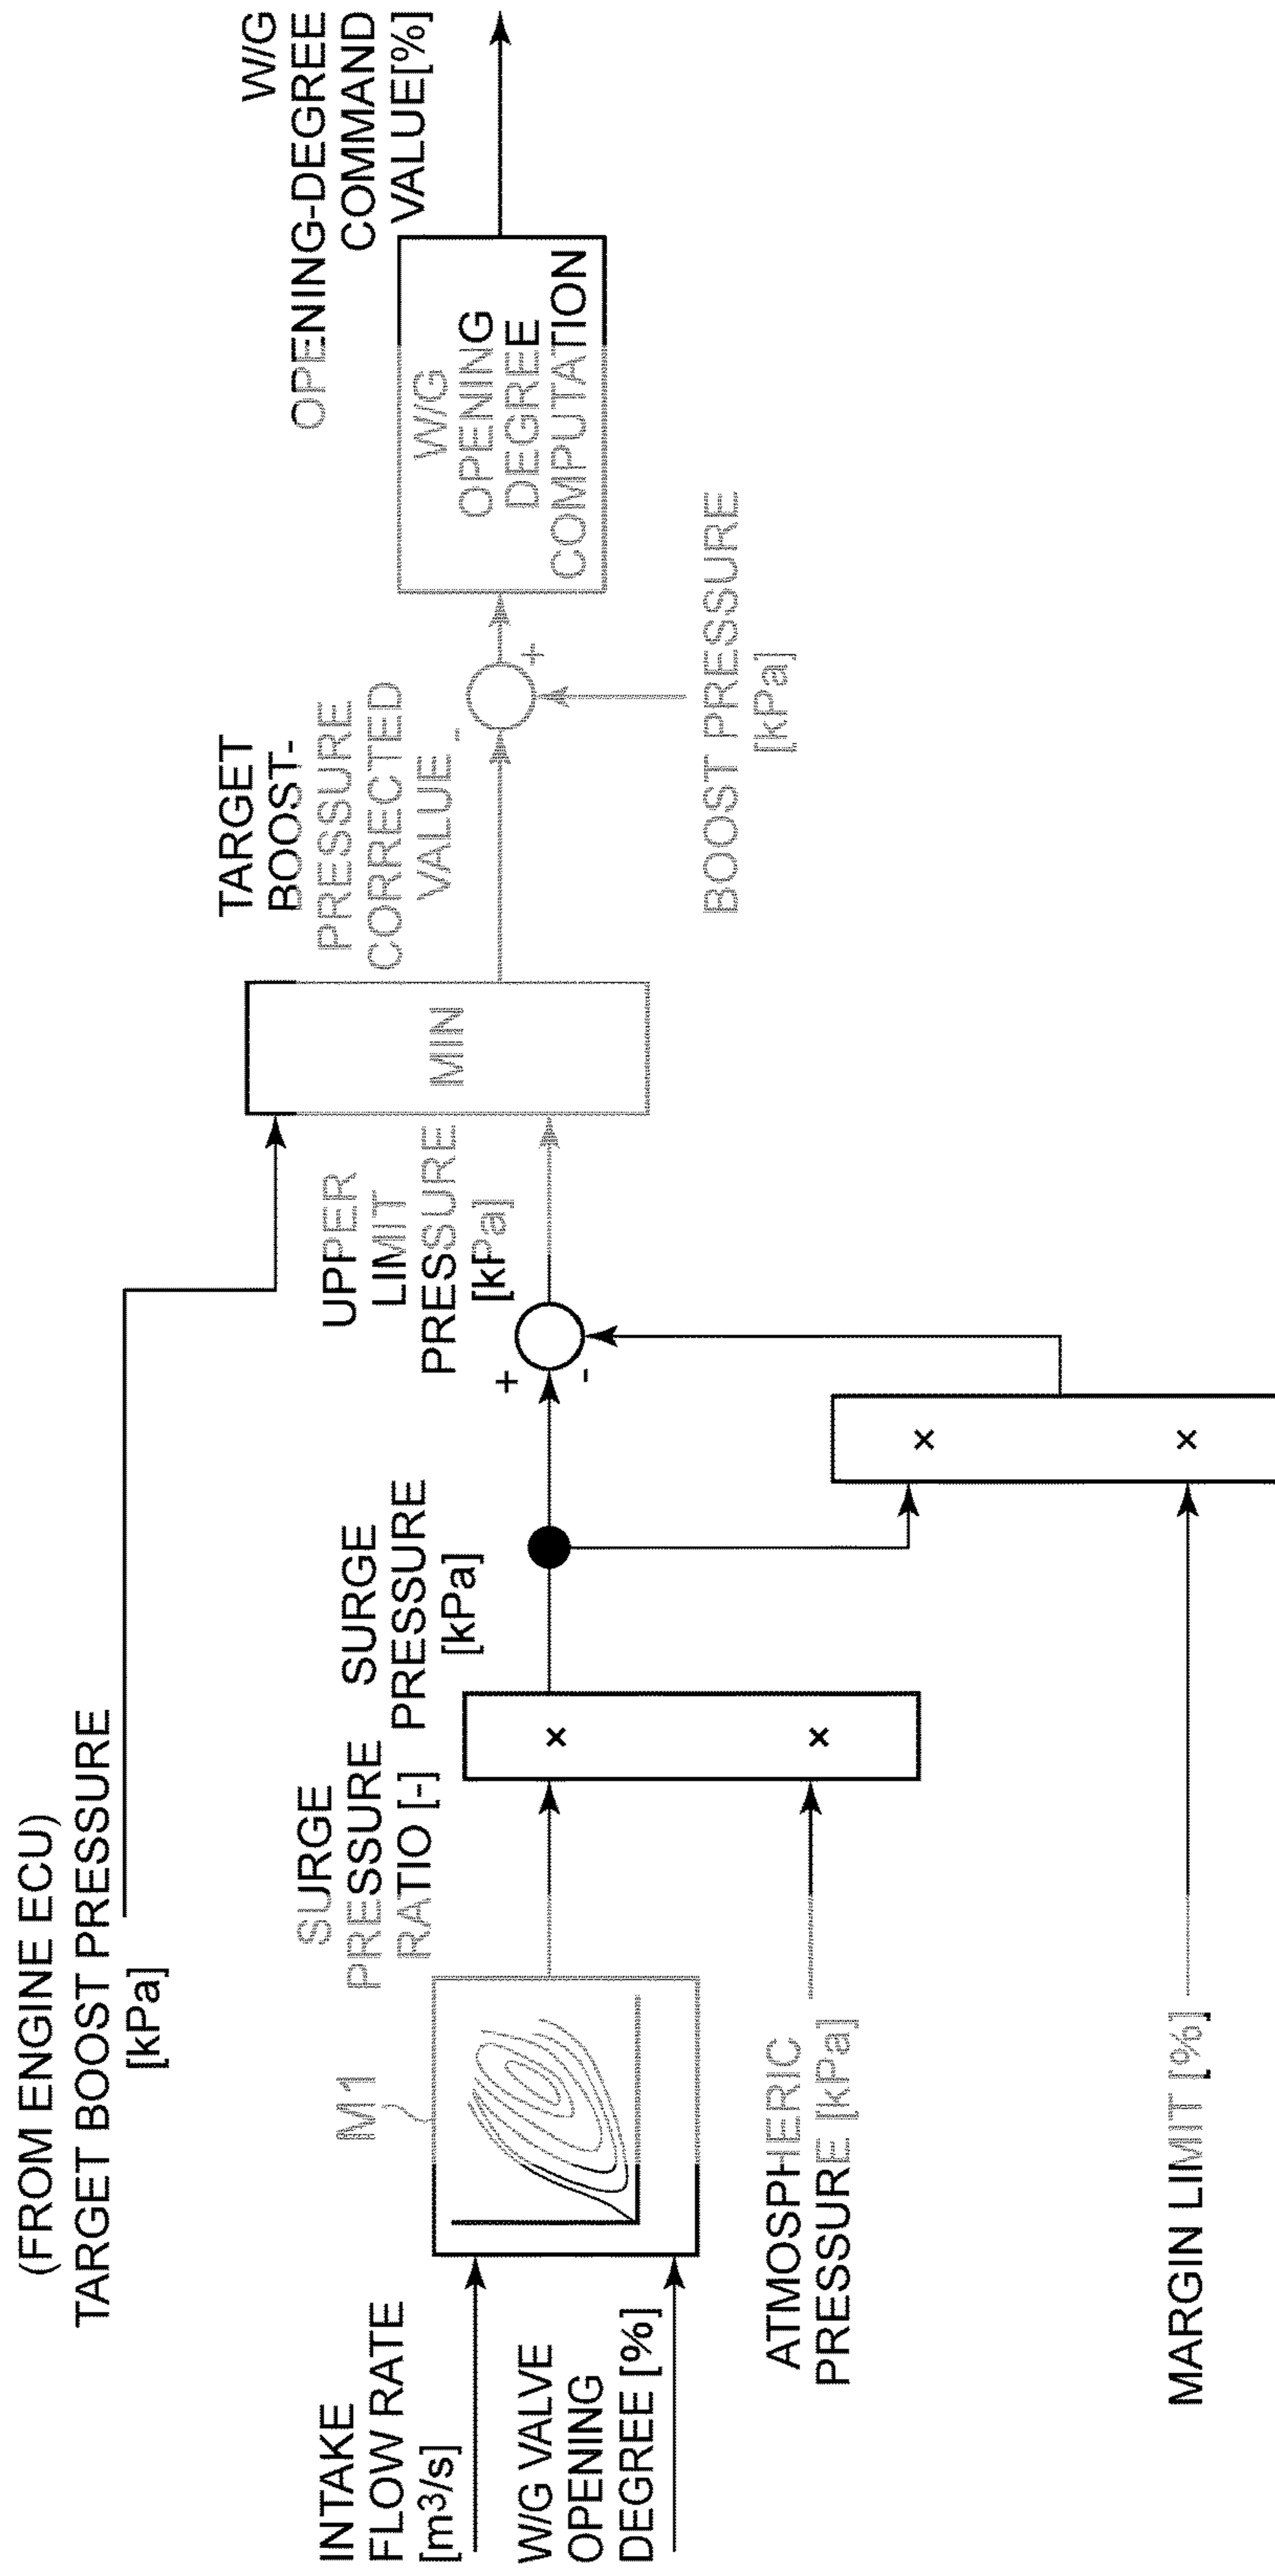 (FROM ENGINE ECU)
TARGET BOOST PRESSURE
[kPa]
INTAKE
FLOW RATE
[m³/s]
W/G VALVE
OPENING
DEGREE [%]
M1
SURGE
PRESSURE
RATIO [-]
ATMOSPHERIC
PRESSURE [kPa]
MARGIN LIMIT [%]
×
×
SURGE
PRESSURE
[kPa]
×
×
+
-
UPPER
LIMIT
PRESSURE
[kPa]
MIN
TARGET
BOOST-
PRESSURE
CORRECTED
VALUE
-
+
BOOST PRESSURE
[kPa]
W/G
OPENING
DEGREE
COMPUTATION
W/G
OPENING-DEGREE
COMMAND
VALUE[%]